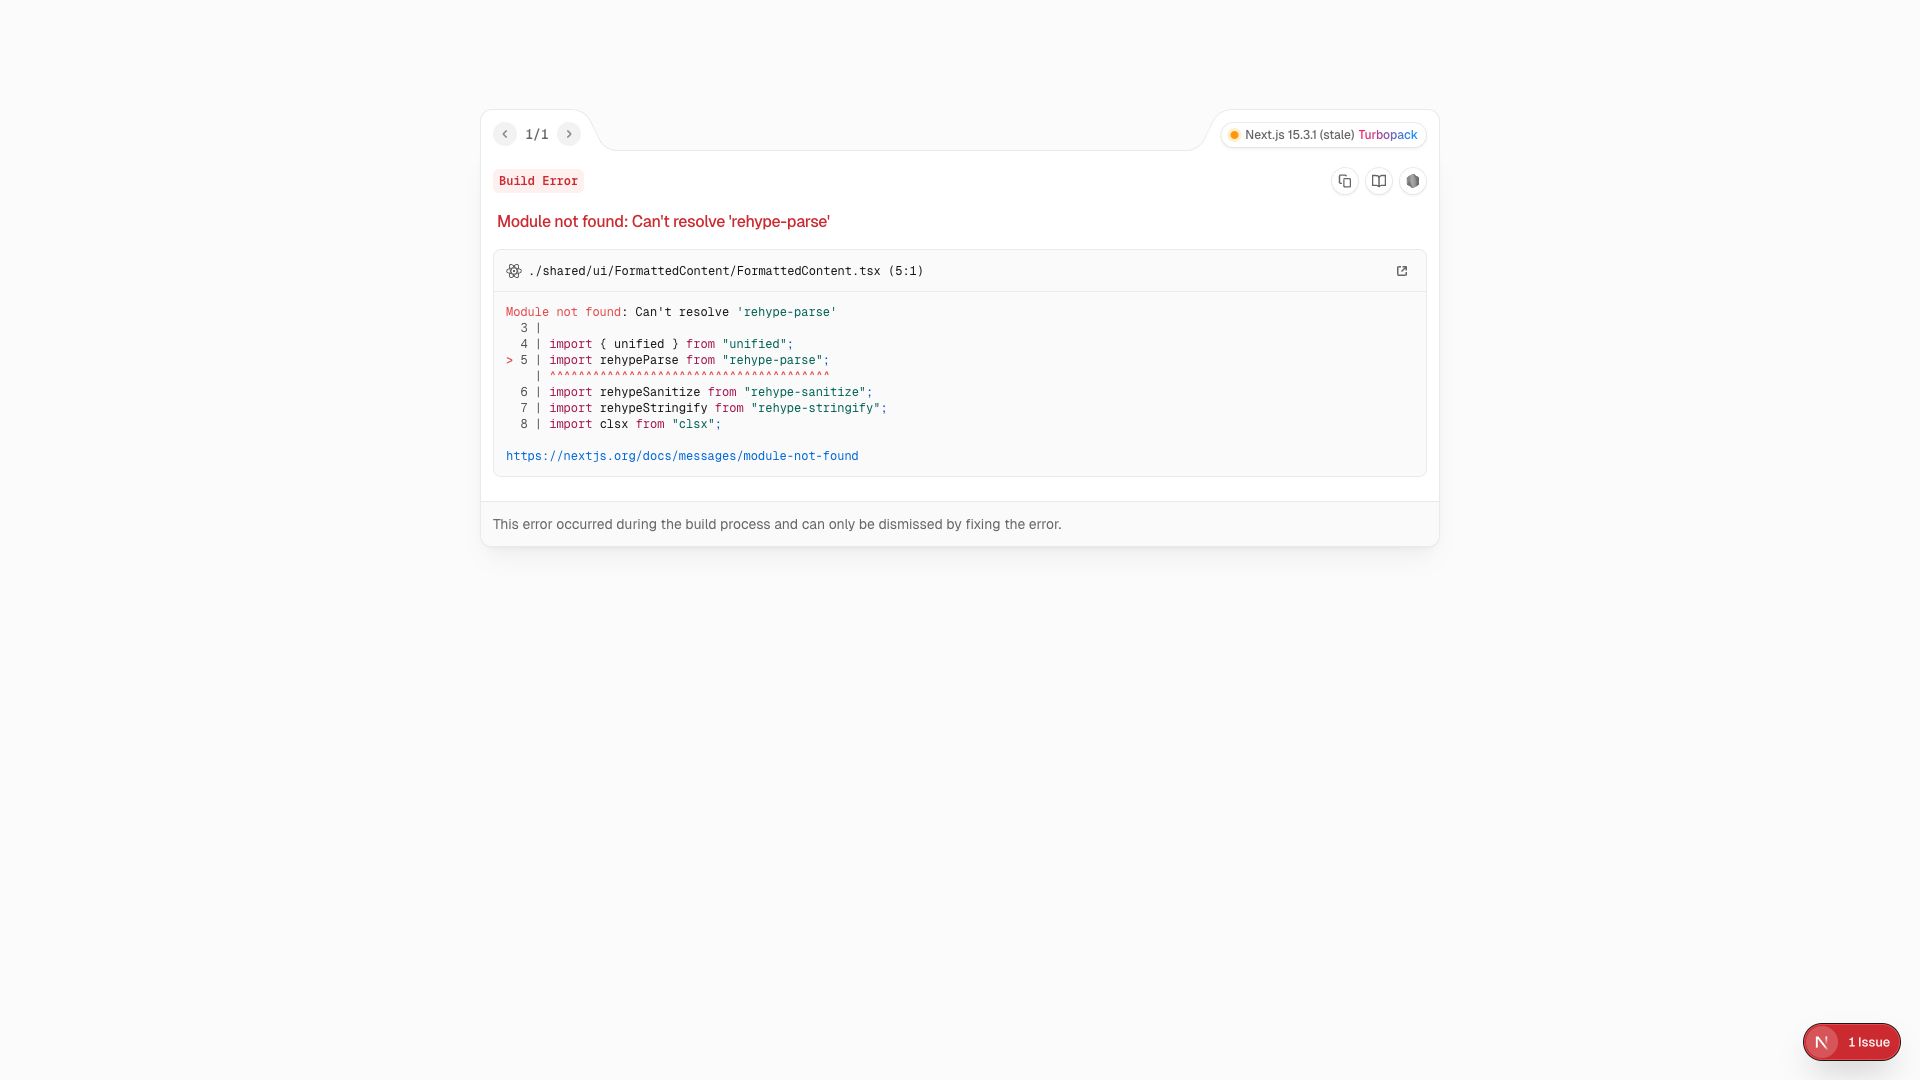 1/1
Next.js 15.3.1 (stale) Turbopack
Build Error
Module not found: Can't resolve 'rehype-parse'
./shared/ui/FormattedContent/FormattedContent.tsx (5:1)
Module not found: Can't resolve 'rehype-parse'
  3 |
  4 | import { unified } from "unified";
> 5 | import rehypeParse from "rehype-parse";
    | ^^^^^^^^^^^^^^^^^^^^^^^^^^^^^^^^^^^^^^^
  6 | import rehypeSanitize from "rehype-sanitize";
  7 | import rehypeStringify from "rehype-stringify";
  8 | import clsx from "clsx";
https://nextjs.org/docs/messages/module-not-found
This error occurred during the build process and can only be dismissed by fixing the error.
N 1 Issue